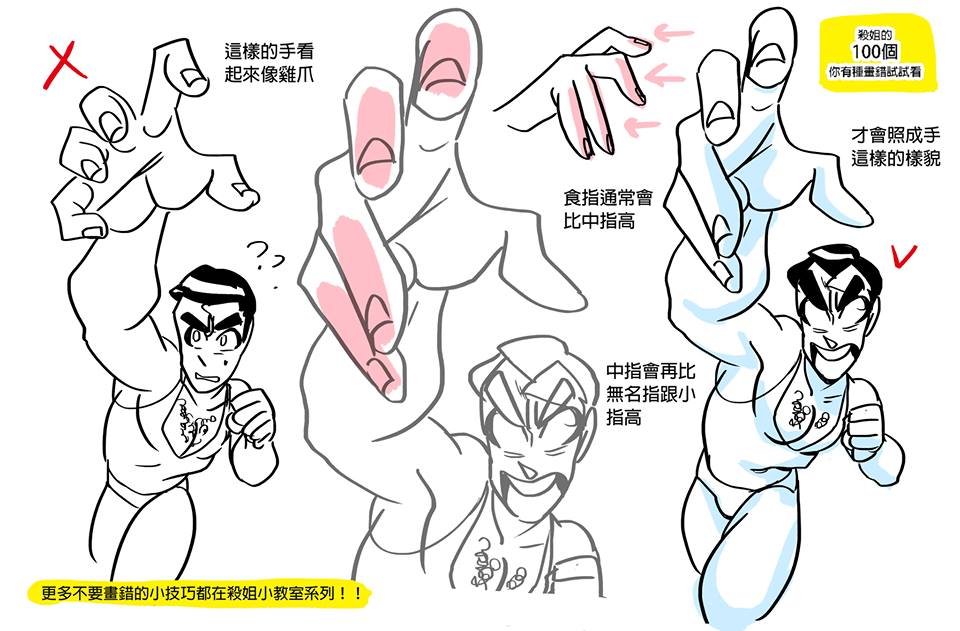 這樣的手看
起來像雞爪
殺姐的
100個
你有種畫錯試試看
才會照成手
這樣的樣貌
食指通常會
比中指高
??
中指會再比
無名指跟小
指高
更多不要畫錯的小技巧都在殺姐小教室系列！！